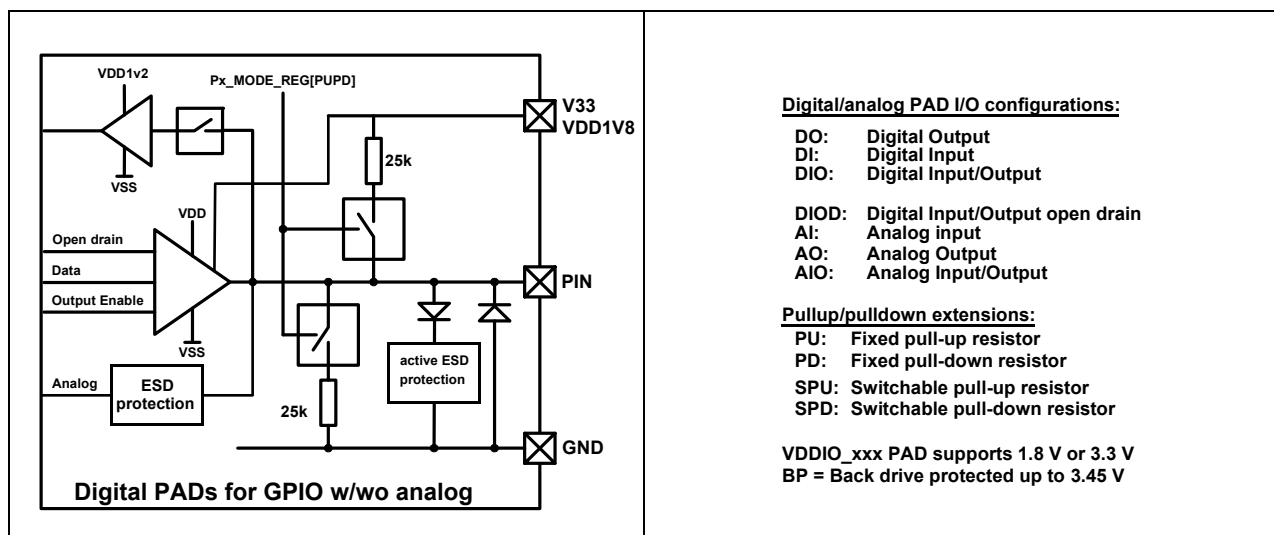 VDD1v2
Px_MODE_REG[PUPD]
V33
VDD1V8
25k
VSS
VDD
Open drain
Data
Output Enable
PIN
VSS
active ESD
protection
Analog
ESD
protection
25k
GND
Digital PADs for GPIO w/wo analog
Digital/analog PAD I/O configurations:
DO: Digital Output
DI: Digital Input
DIO: Digital Input/Output
DIOD: Digital Input/Output open drain
AI: Analog input
AO: Analog Output
AIO: Analog Input/Output
Pullup/pulldown extensions:
PU: Fixed pull-up resistor
PD: Fixed pull-down resistor
SPU: Switchable pull-up resistor
SPD: Switchable pull-down resistor
VDDIO_xxx PAD supports 1.8 V or 3.3 V
BP = Back drive protected up to 3.45 V